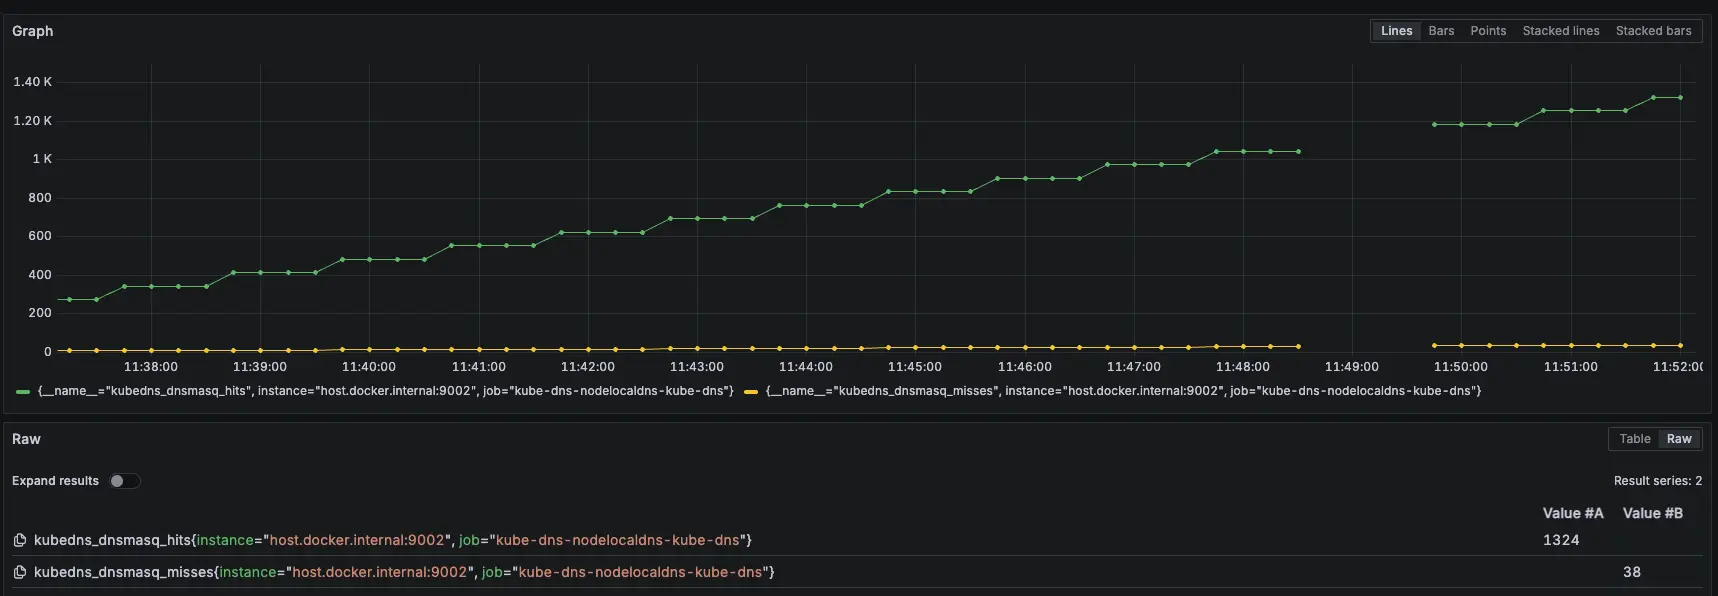 Graph
Lines Bars Points Stacked lines Stacked bars
1.40 K
1.20 K
1 K
800
600
400
200
0
11:38:00 11:39:00 11:40:00 11:41:00 11:42:00 11:43:00 11:44:00 11:45:00 11:46:00 11:47:00 11:48:00 11:49:00 11:50:00 11:51:00 11:52:0
{__name__="kubedns_dnsmasq_hits", instance="host.docker.internal:9002", job="kube-dns-nodelocaldns-kube-dns"} {__name__="kubedns_dnsmasq_misses", instance="host.docker.internal:9002", job="kube-dns-nodelocaldns-kube-dns"}
Raw
Table Raw
Expand results
Result series: 2
Value #A Value #B
kubedns_dnsmasq_hits{instance="host.docker.internal:9002", job="kube-dns-nodelocaldns-kube-dns"} 1324
kubedns_dnsmasq_misses{instance="host.docker.internal:9002", job="kube-dns-nodelocaldns-kube-dns"} 38